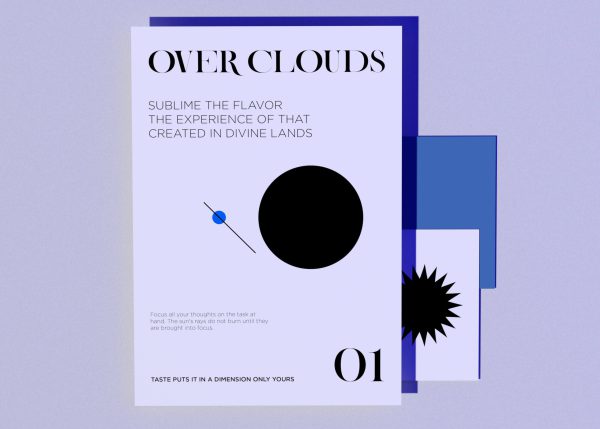 OVER CLOUDS
SUBLIME THE FLAVOR
THE EXPERIENCE OF THAT
CREATED IN DIVINE LANDS
Focus all your thoughts on the task at
hand. The sun's rays do not burn until they
are brought into focus.
01
TASTE PUTS IT IN A DIMENSION ONLY YOURS